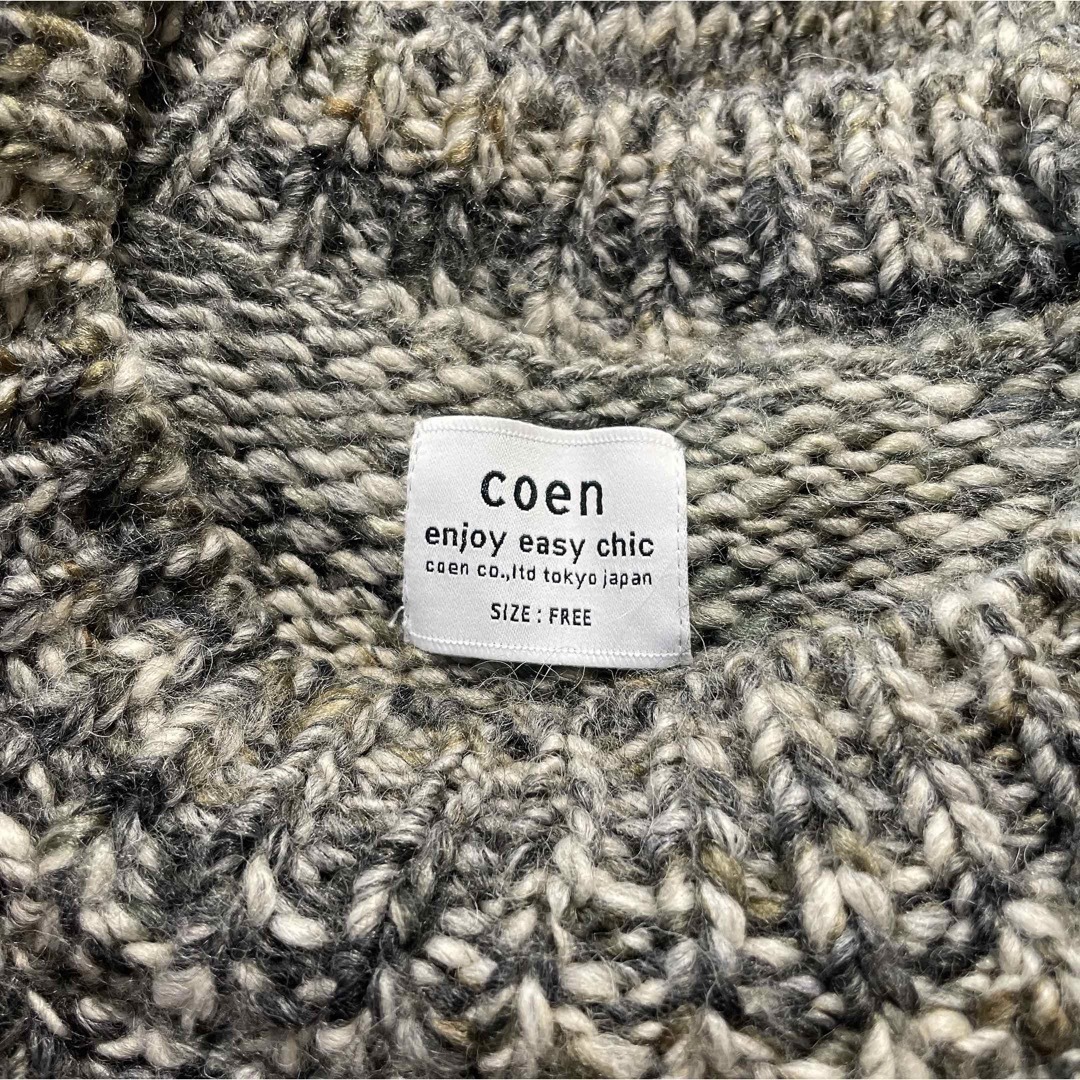 coen
enjoy easy chic
coen co.,ltd tokyo japan
SIZE : FREE